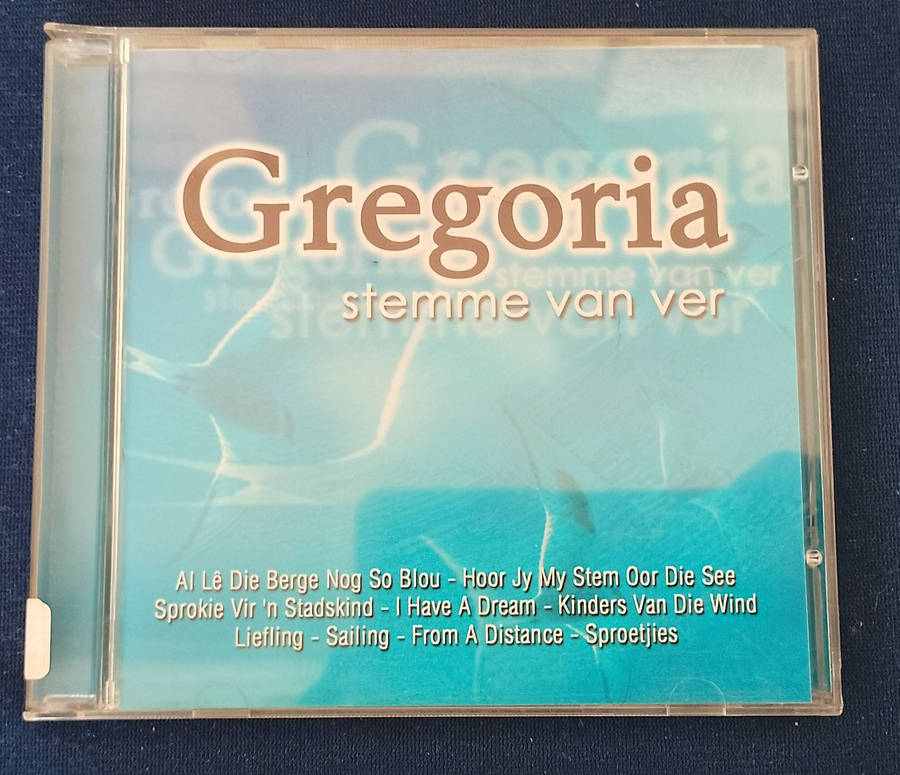 Gregoria
stemme van ver
Al Lê Die Berge Nog So Blou - Hoor Jy My Stem Oor Die See
Sprokie Vir 'n Stadskind - I Have A Dream - Kinders Van Die Wind
Liefling - Sailing - From A Distance - Sproetjies